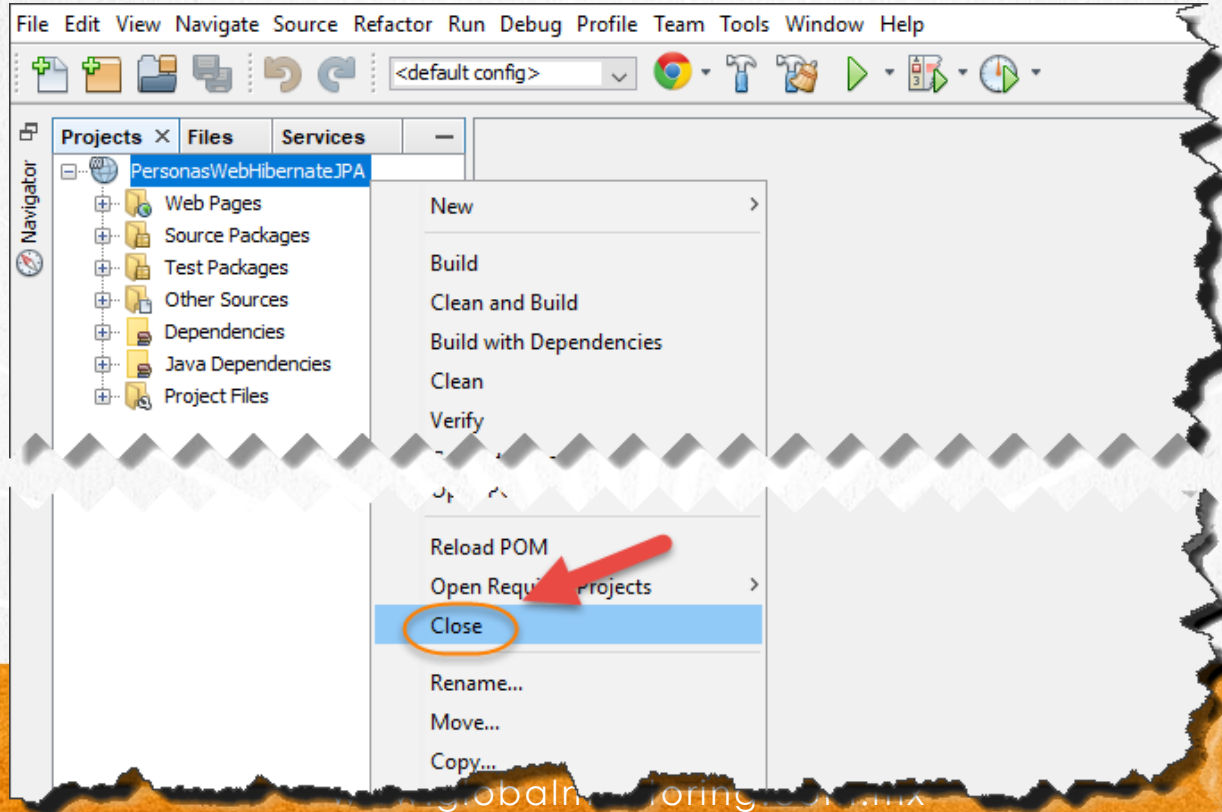 File Edit View Navigate Source Refactor Run Debug Profile Team Tools Window Help
<default config>
Projects Files Services
Navigator
PersonasWebHibernateJPA
Web Pages
Source Packages
Test Packages
Other Sources
Dependencies
Java Dependencies
Project Files
New
Build
Clean and Build
Build with Dependencies
Clean
Verify
Reload POM
Open Projects
Close
Rename...
Move...
Copy...